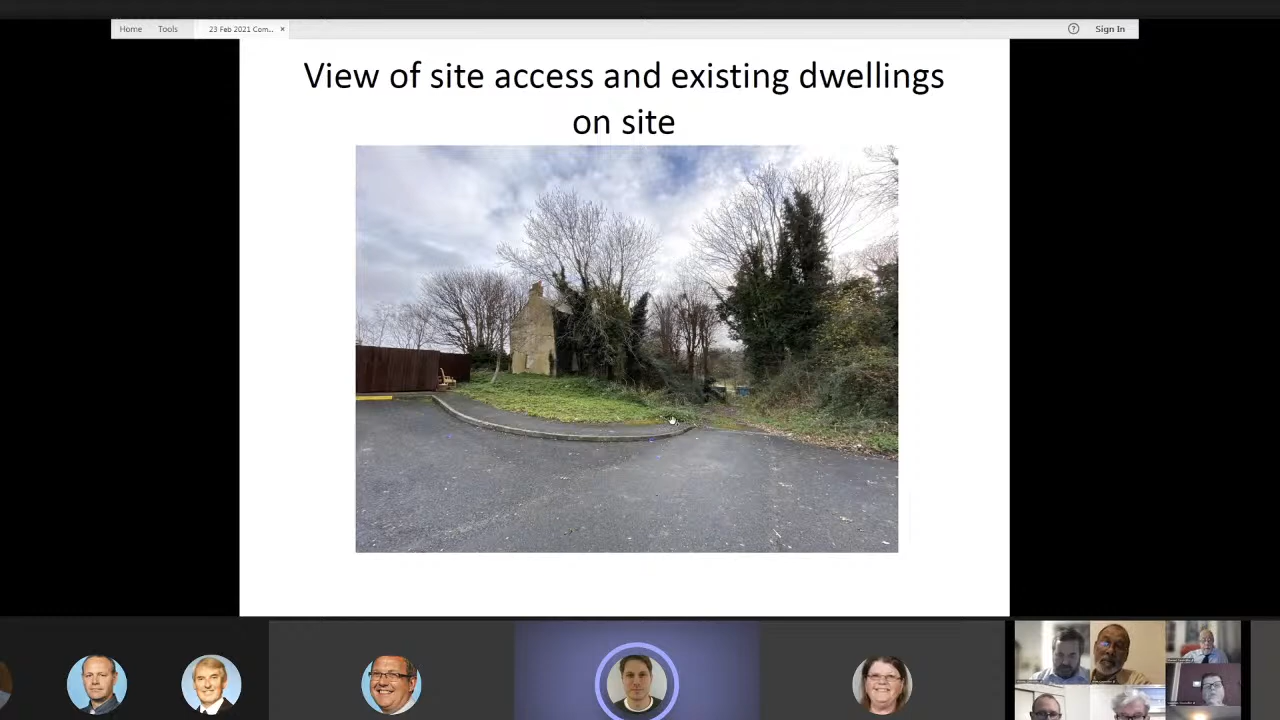 Home Tools 23 Feb 2021 Com... × ? Sign In
View of site access and existing dwellings
on site